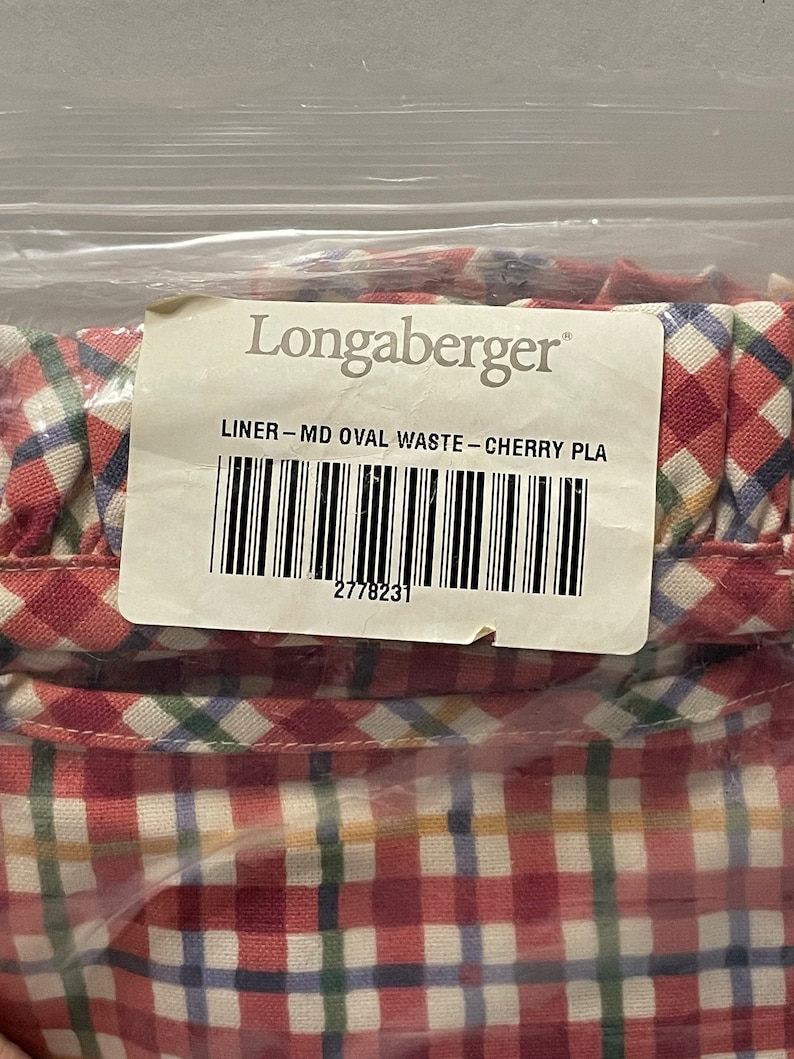 Longaberger®
LINER-MD OVAL WASTE-CHERRY PLA
2778231